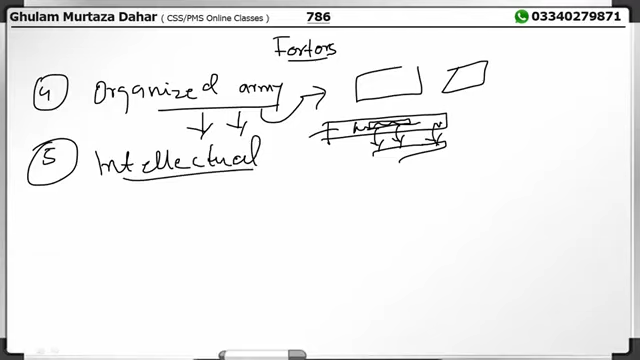 Ghulam Murtaza Dahar ( CSS/PMS Online Classes ) 786 03340279871
Factors
4 Organized army
5 Intellectual